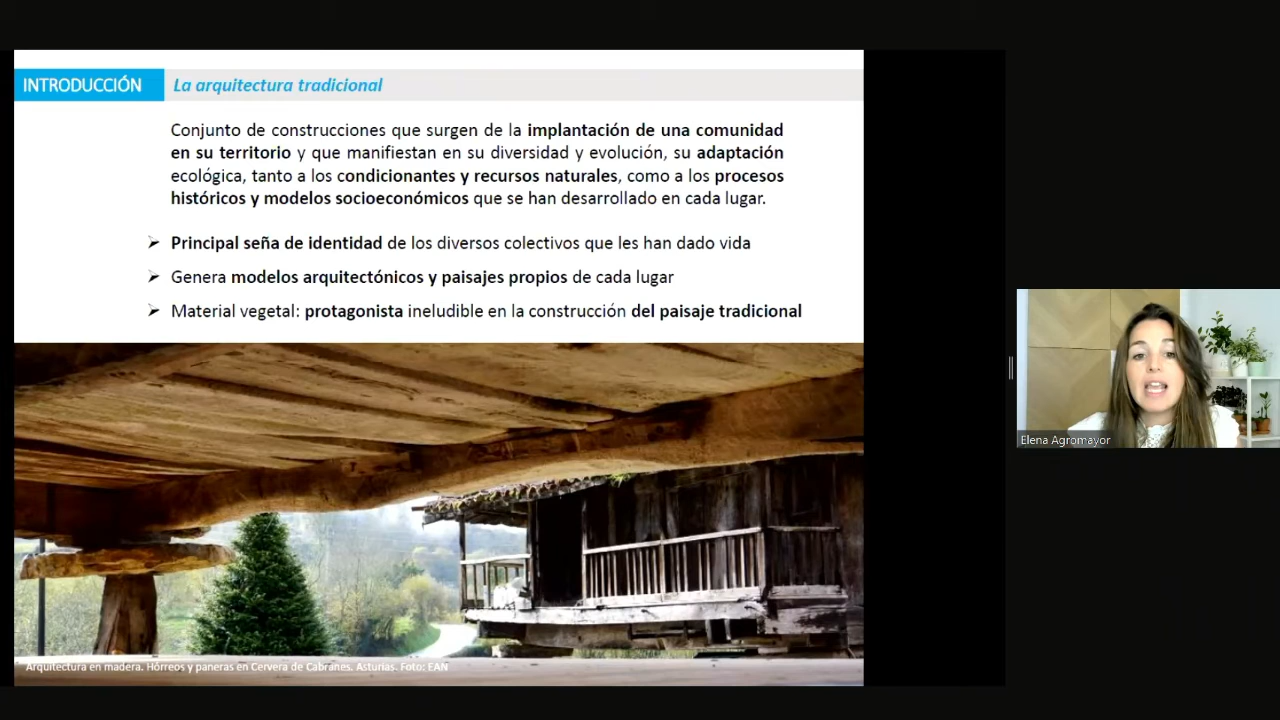 INTRODUCCIÓN
La arquitectura tradicional
Conjunto de construcciones que surgen de la implantación de una comunidad
en su territorio y que manifiestan en su diversidad y evolución, su adaptación
ecológica, tanto a los condicionantes y recursos naturales, como a los procesos
históricos y modelos socioeconómicos que se han desarrollado en cada lugar.
➢ Principal seña de identidad de los diversos colectivos que les han dado vida
➢ Genera modelos arquitectónicos y paisajes propios de cada lugar
➢ Material vegetal: protagonista ineludible en la construcción del paisaje tradicional
Arquitectura en madera. Hórreos y paneras en Cervera de Cabranes. Asturias. Foto: EAN
Elena Agromayor